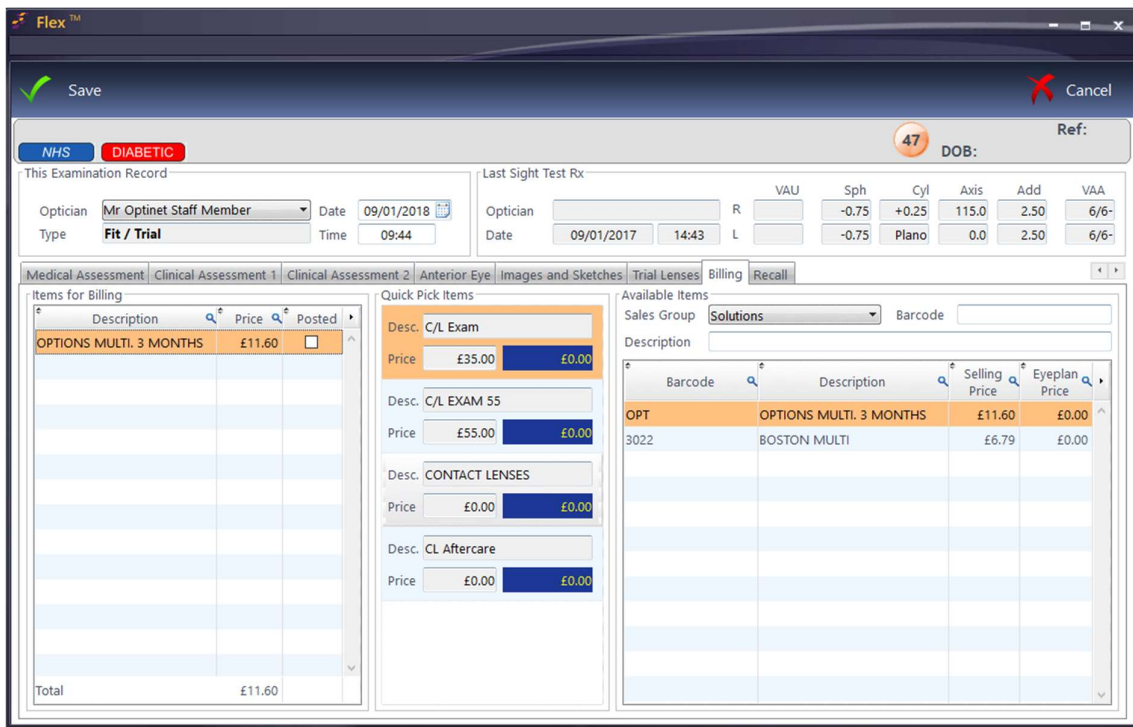 Flex ™
Save
Cancel
NHS DIABETIC 47 DOB: Ref:
This Examination Record
Optician Mr Optinet Staff Member Date 09/01/2018
Type Fit / Trial Time 09:44
Last Sight Test Rx
VAU Sph Cyl Axis Add VAA
Optician R -0.75 +0.25 115.0 2.50 6/6-
Date 09/01/2017 14:43 L -0.75 Plano 0.0 2.50 6/6-
Medical Assessment Clinical Assessment 1 Clinical Assessment 2 Anterior Eye Images and Sketches Trial Lenses Billing Recall
Items for Billing
Description Price Posted
OPTIONS MULTI. 3 MONTHS £11.60
Total £11.60
Quick Pick Items
Desc. C/L Exam
Price £35.00 £0.00
Desc. C/L EXAM 55
Price £55.00 £0.00
Desc. CONTACT LENSES
Price £0.00 £0.00
Desc. CL Aftercare
Price £0.00 £0.00
Available Items
Sales Group Solutions Barcode
Description
Barcode Description Selling Price Eyeplan Price
OPT OPTIONS MULTI. 3 MONTHS £11.60 £0.00
3022 BOSTON MULTI £6.79 £0.00